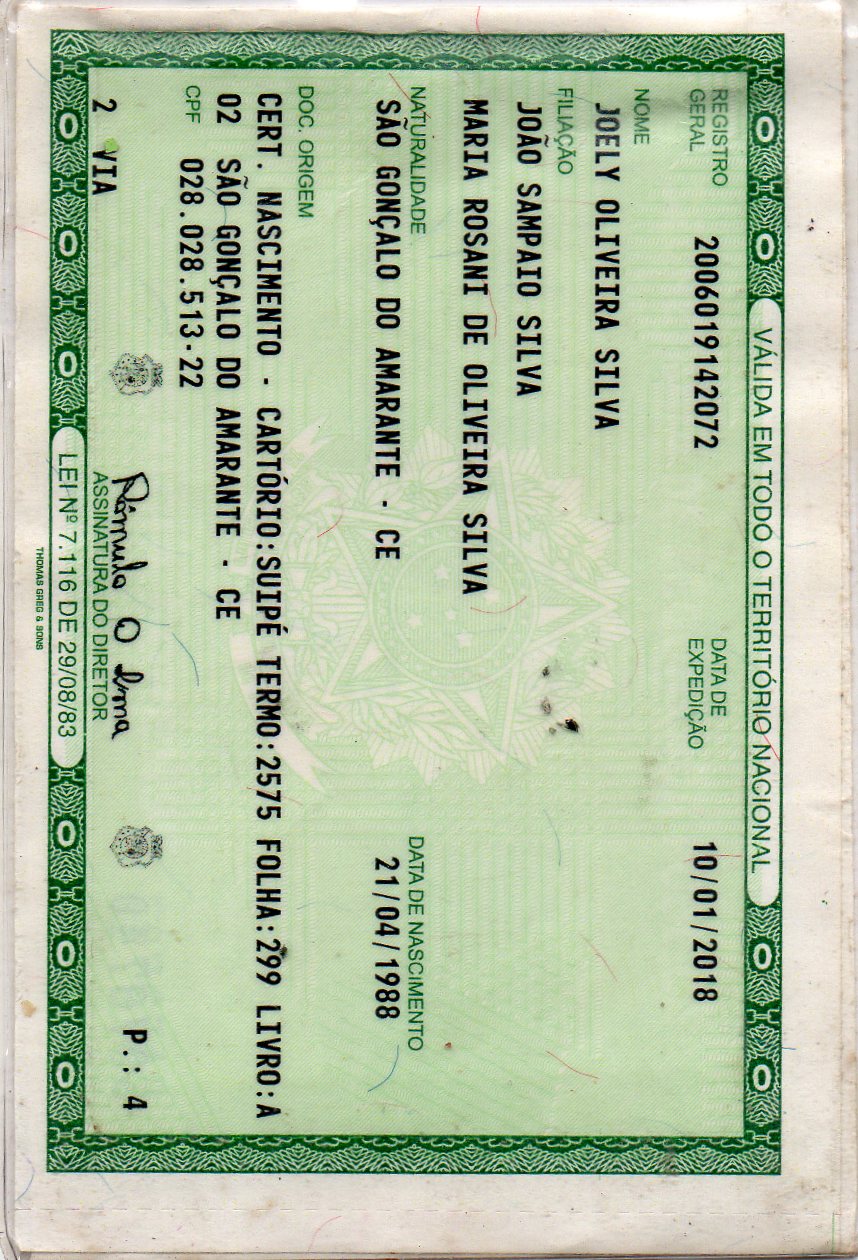 VÁLIDA EM TODO O TERRITÓRIO NACIONAL
REGISTRO GERAL 2006019142072 DATA DE EXPEDIÇÃO 10/01/2018
NOME
JOELY OLIVEIRA SILVA
FILIAÇÃO
JOÃO SAMPAIO SILVA
MARIA ROSANI DE OLIVEIRA SILVA
NATURALIDADE DATA DE NASCIMENTO
SÃO GONÇALO DO AMARANTE - CE 21/04/1988
DOC. ORIGEM
CERT. NASCIMENTO - CARTÓRIO:SUIPÉ TERMO:2575 FOLHA:299 LIVRO:A
02 SÃO GONÇALO DO AMARANTE - CE
CPF 028.028.513-22
2 VIA P.: 4
Rômulo O Lima
ASSINATURA DO DIRETOR
LEI Nº 7.116 DE 29/08/83
THOMAS GREG & SONS